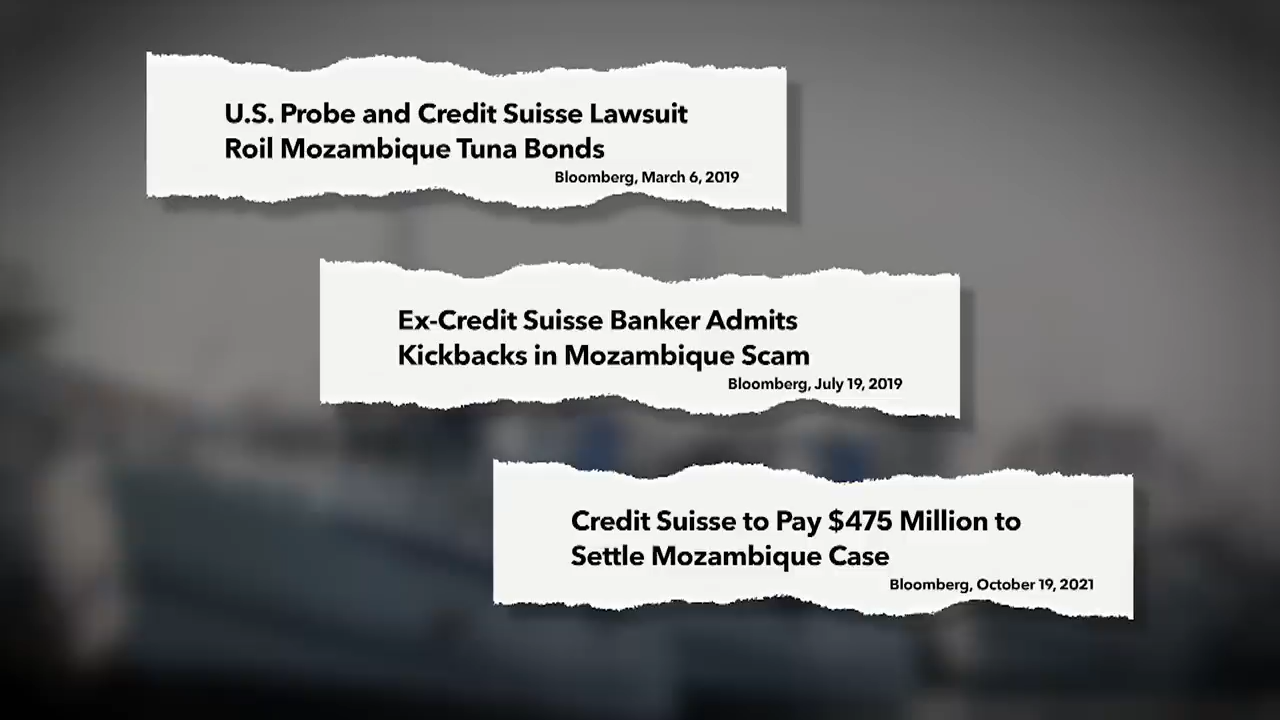 U.S. Probe and Credit Suisse Lawsuit
Roil Mozambique Tuna Bonds
Bloomberg, March 6, 2019
Ex-Credit Suisse Banker Admits
Kickbacks in Mozambique Scam
Bloomberg, July 19, 2019
Credit Suisse to Pay $475 Million to
Settle Mozambique Case
Bloomberg, October 19, 2021